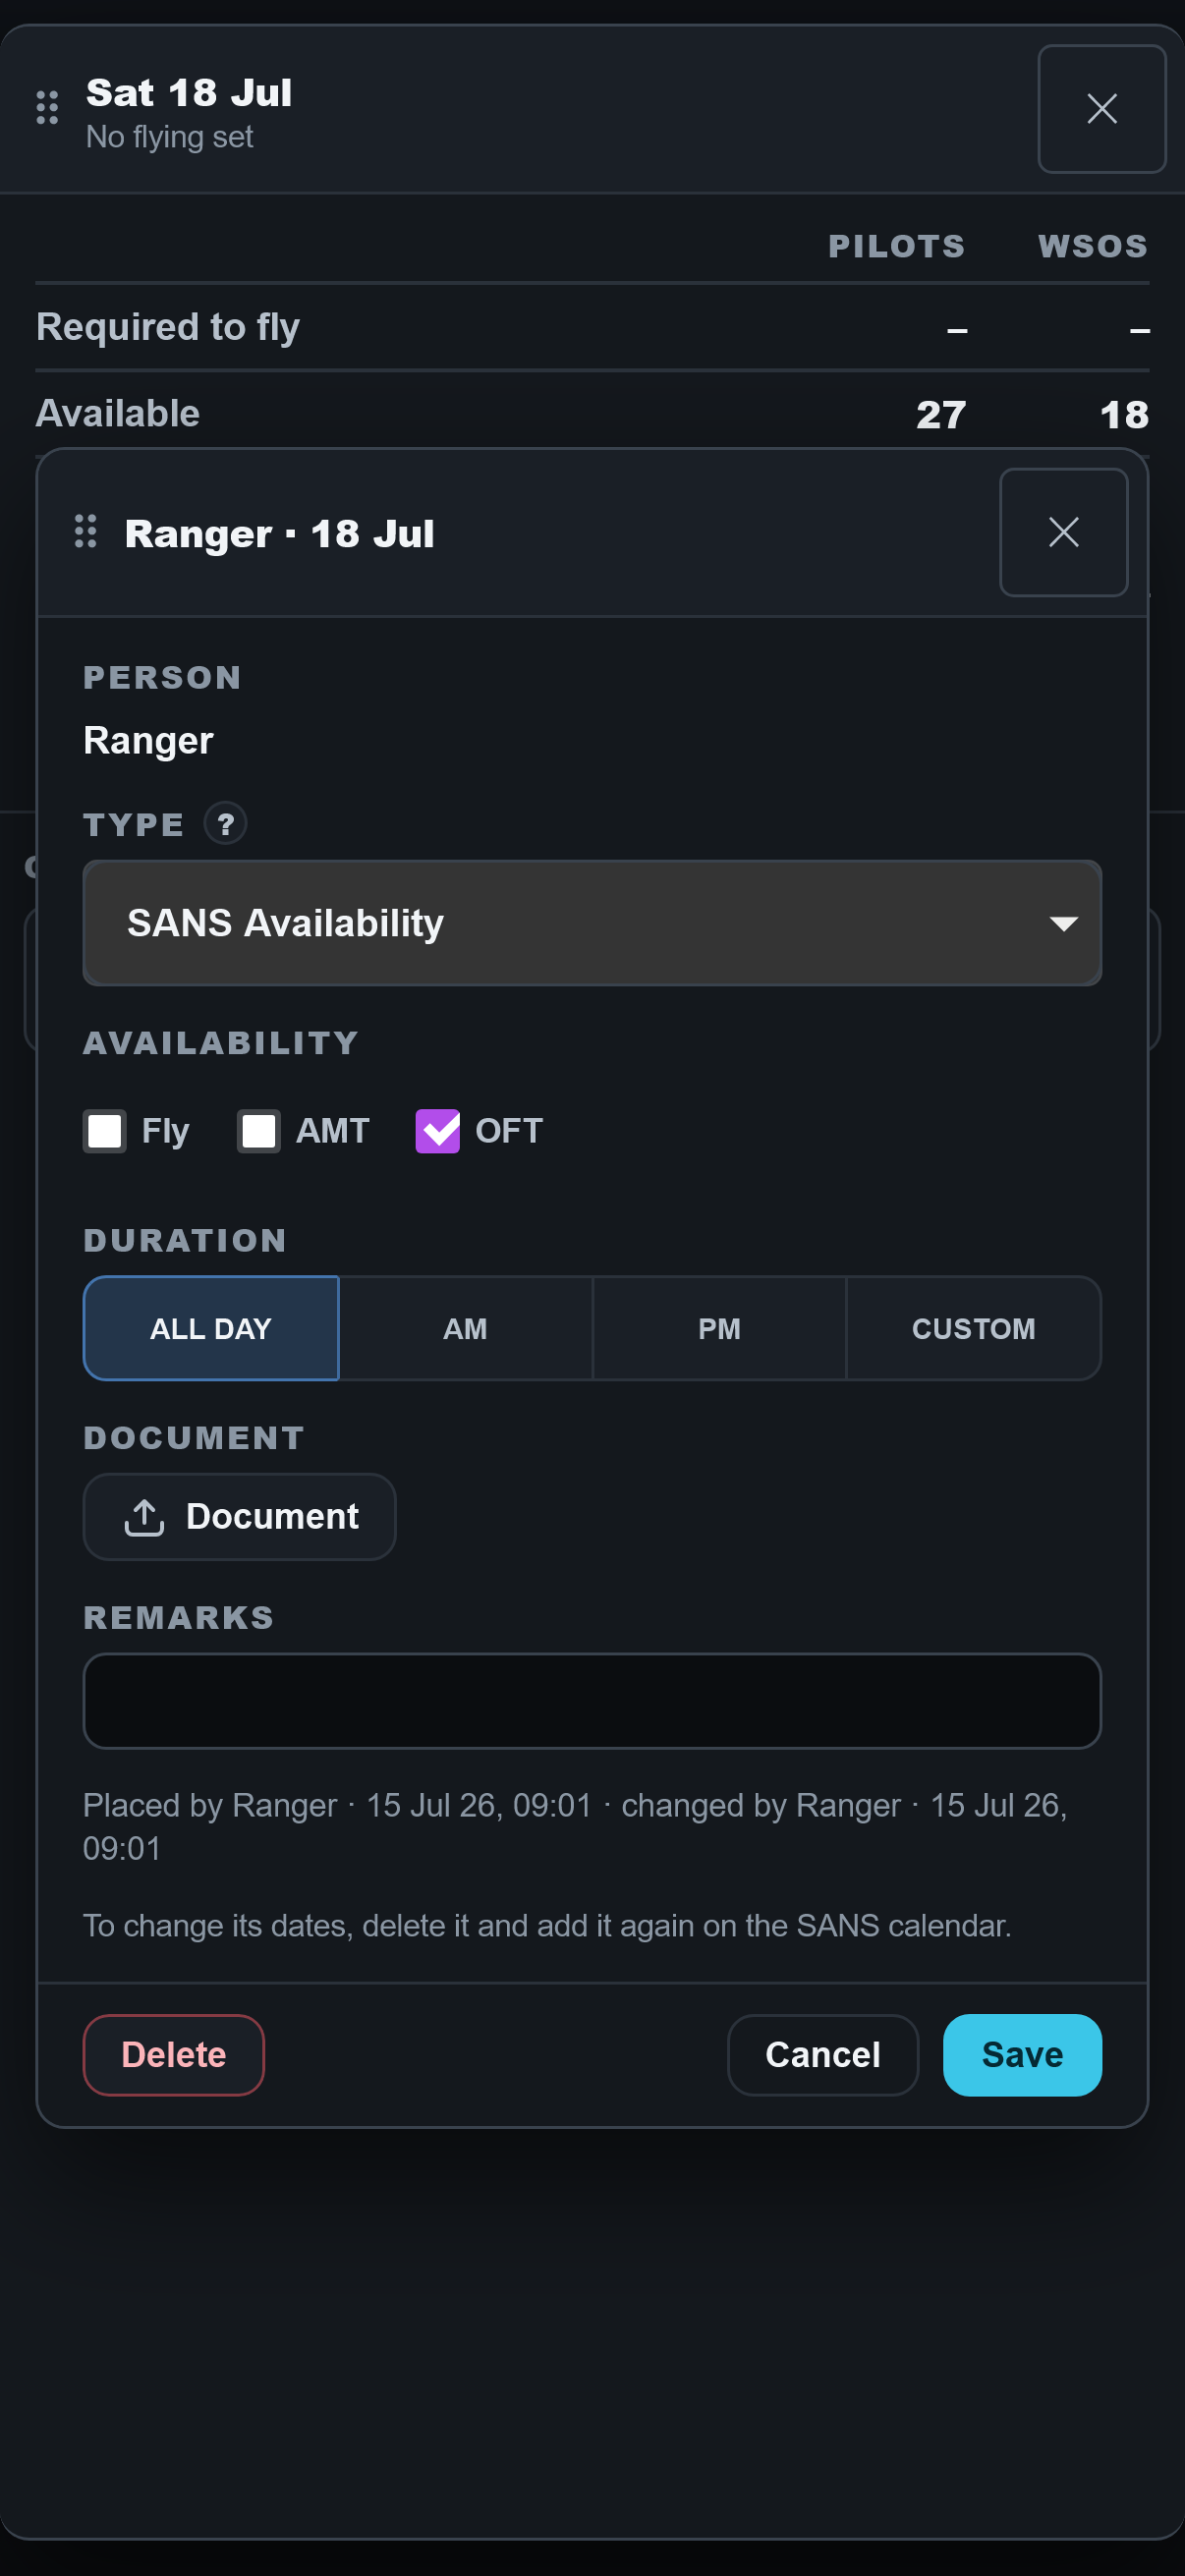 Sat 18 Jul
No flying set
PILOTS WSOS
Required to fly – –
Available 27 18
Ranger · 18 Jul
PERSON
Ranger
TYPE ?
SANS Availability
AVAILABILITY
Fly AMT OFT
DURATION
ALL DAY AM PM CUSTOM
DOCUMENT
Document
REMARKS
Placed by Ranger · 15 Jul 26, 09:01 · changed by Ranger · 15 Jul 26,
09:01
To change its dates, delete it and add it again on the SANS calendar.
Delete Cancel Save